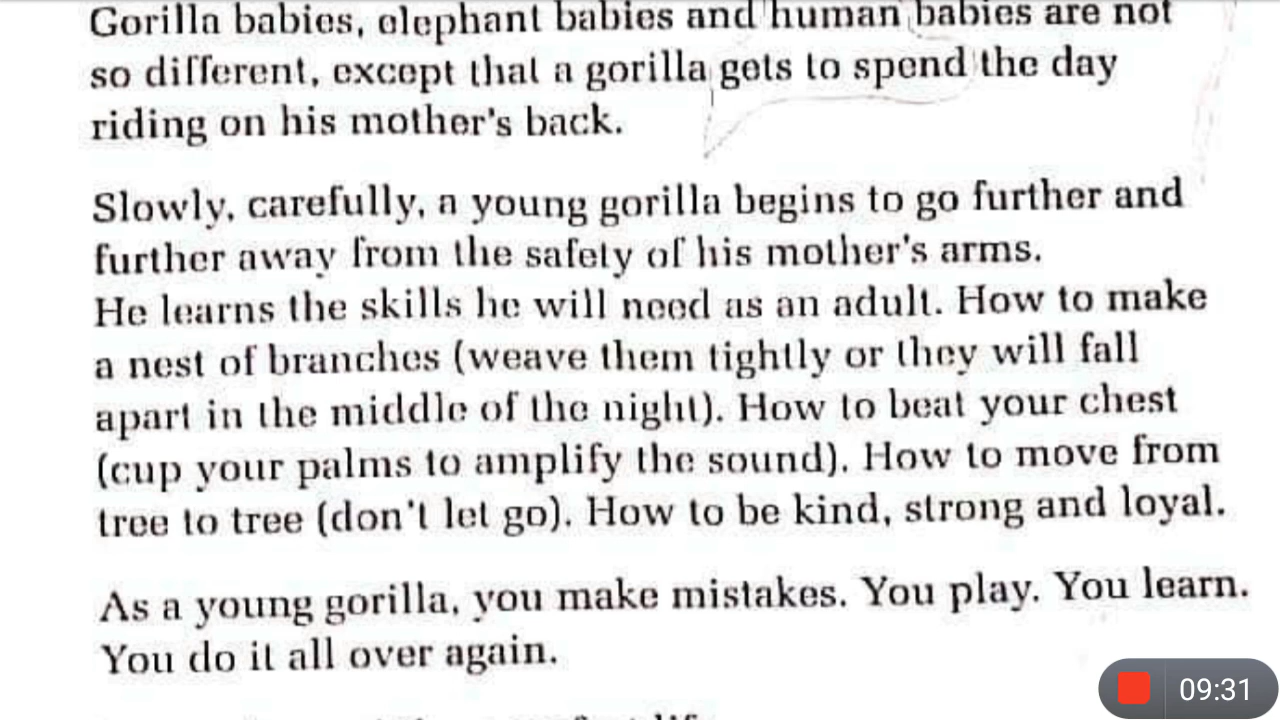 Gorilla babies, elephant babies and human babies are not
so different, except that a gorilla gets to spend the day
riding on his mother's back.
Slowly, carefully, a young gorilla begins to go further and
further away from the safety of his mother's arms.
He learns the skills he will need as an adult. How to make
a nest of branches (weave them tightly or they will fall
apart in the middle of the night). How to beat your chest
(cup your palms to amplify the sound). How to move from
tree to tree (don't let go). How to be kind, strong and loyal.
As a young gorilla, you make mistakes. You play. You learn.
You do it all over again.
09:31